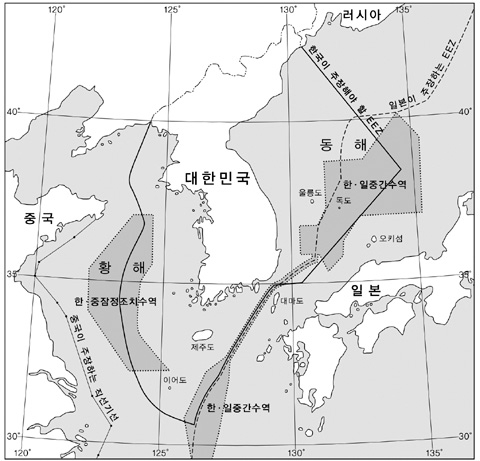 120°
125°
130°
135°
러시아
한국이 주장해야 할 EEZ
일본이 주장하는 EEZ
40°
40°
동 해
대한민국
한·일중간수역
울릉도
독도
중국
오키섬
황 해
35°
35°
일본
한·중잠정조치수역
대마도
중국이 주장하는 직선기선
제주도
이어도
한·일중간수역
30°
30°
120°
125°
130°
135°